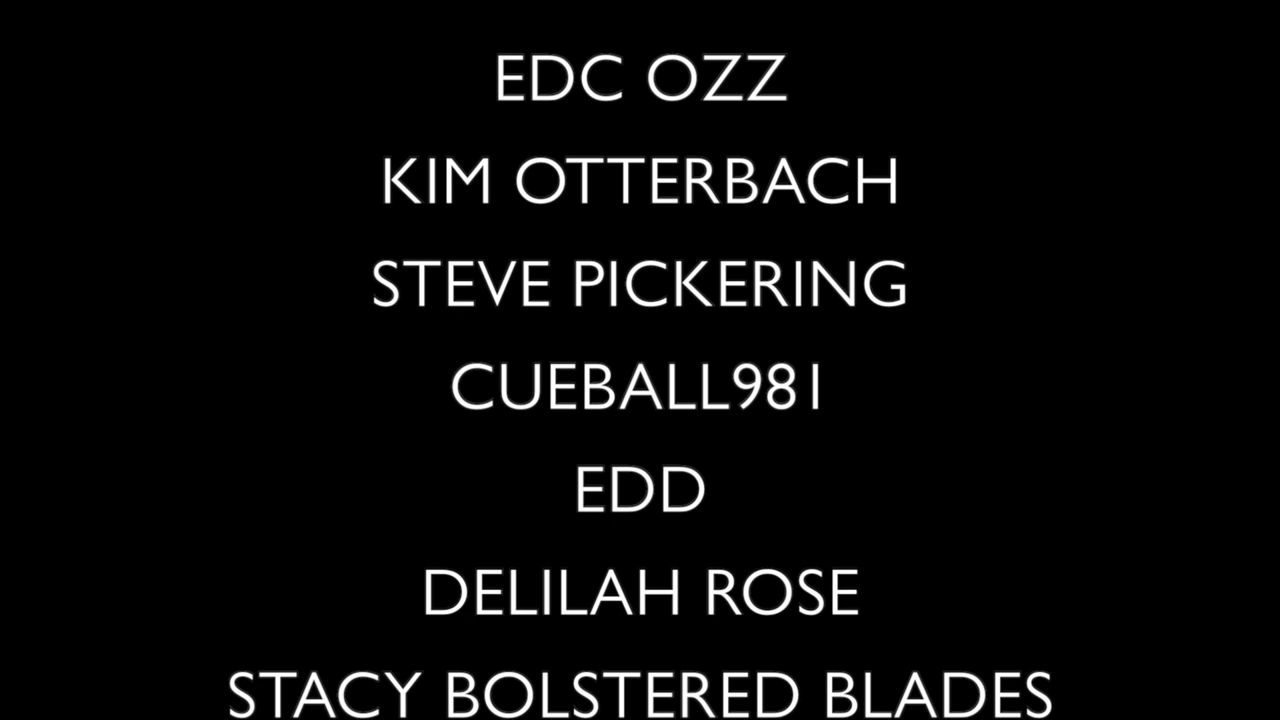 EDC OZZ
KIM OTTERBACH
STEVE PICKERING
CUEBALL981
EDD
DELILAH ROSE
STACY BOLSTERED BLADES